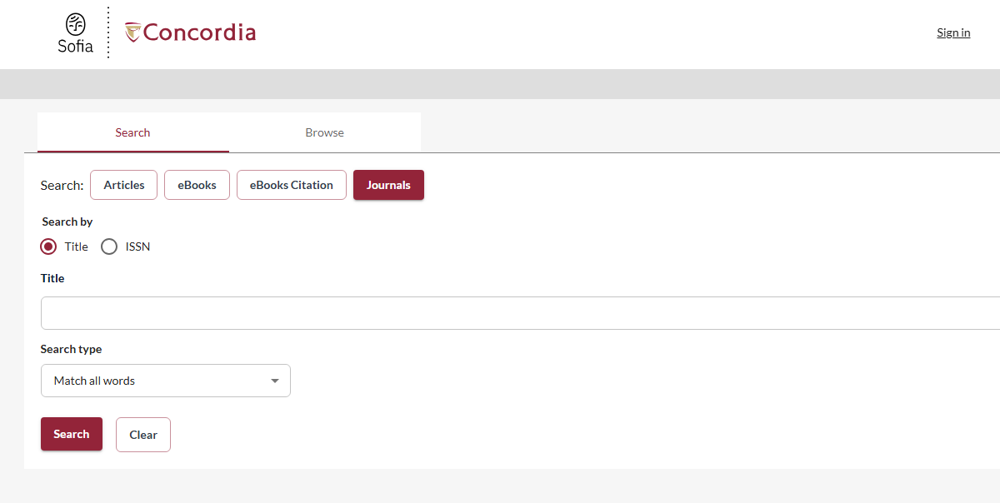 Sofia
Concordia
Sign in
Search Browse
Search: Articles eBooks eBooks Citation Journals
Search by
Title ISSN
Title
Search type
Match all words
Search Clear